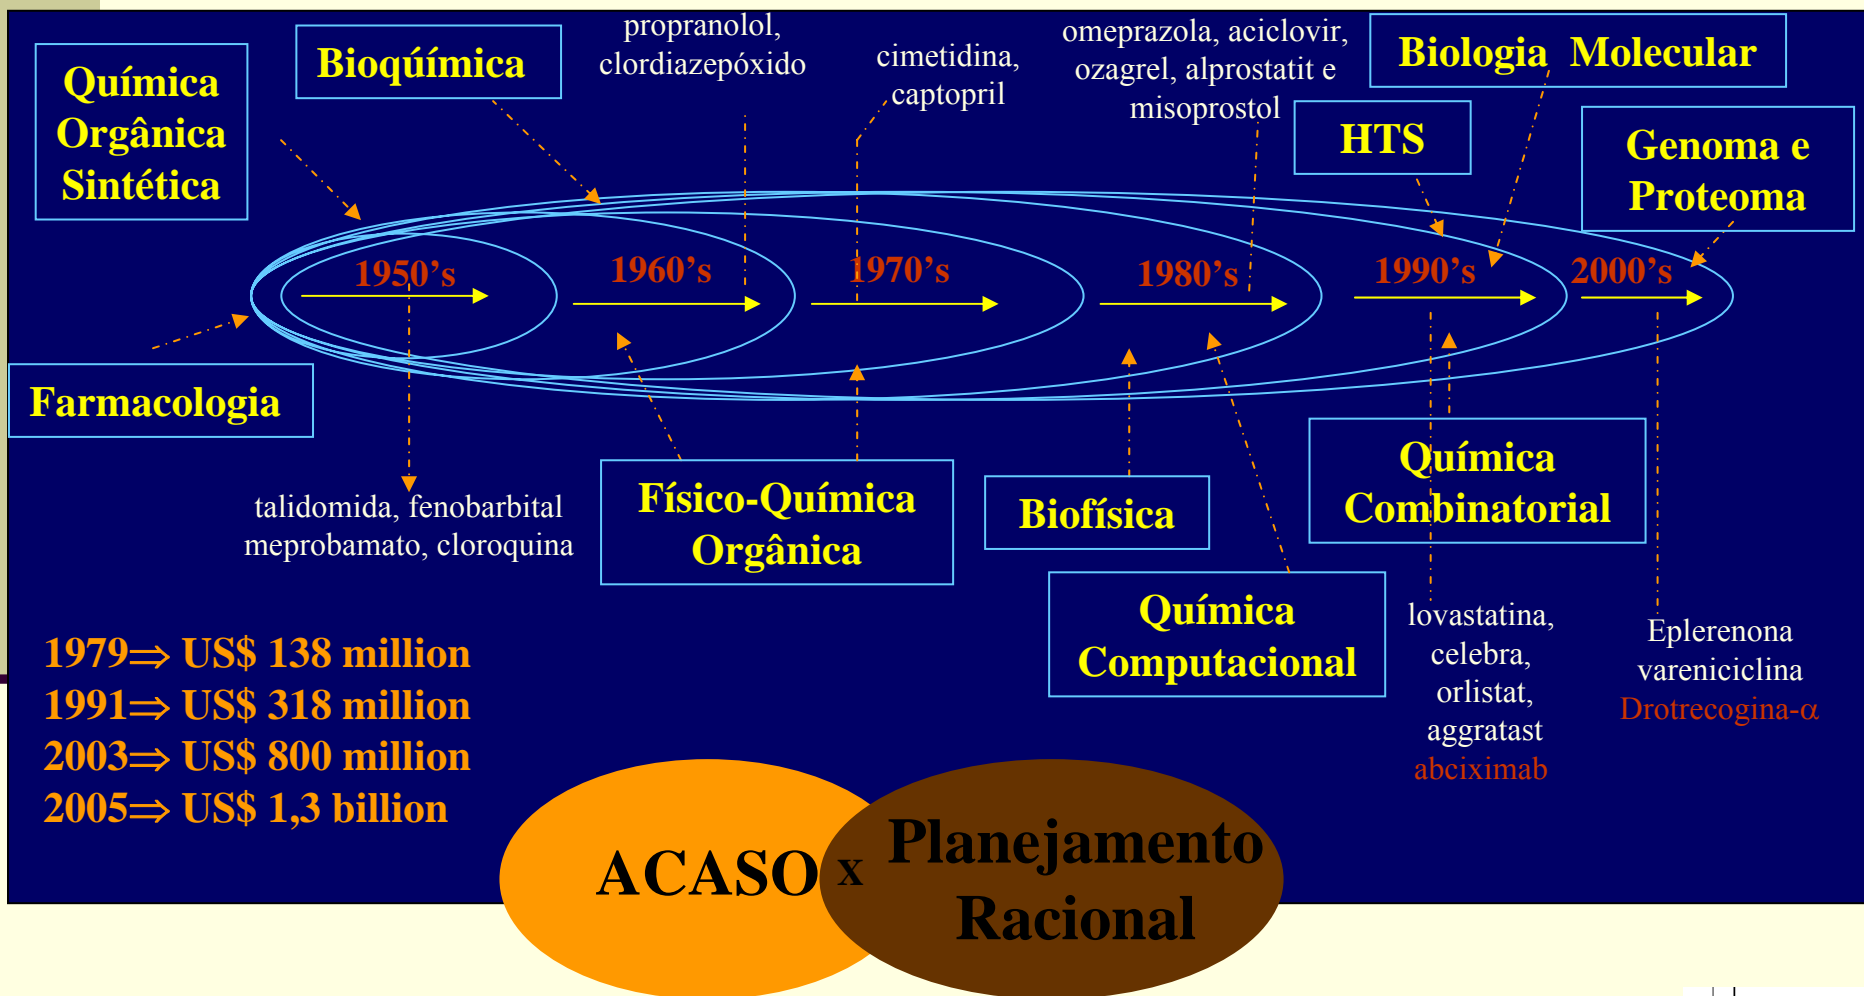 Química
Orgânica
Sintética
Bioqúímica
propranolol,
clordiazepóxido
cimetidina,
captopril
omeprazola, aciclovir,
ozagrel, alprostatit e
misoprostol
Biologia Molecular
HTS
Genoma e
Proteoma
1950’s
1960’s
1970’s
1980’s
1990’s
2000’s
Farmacologia
talidomida, fenobarbital
meprobamato, cloroquina
Físico-Química
Orgânica
Biofísica
Química
Computacional
Química
Combinatorial
lovastatina,
celebra,
orlistat,
aggratast
abciximab
Eplerenona
vareniciclina
Drotrecogina-α
1979⇒ US$ 138 million
1991⇒ US$ 318 million
2003⇒ US$ 800 million
2005⇒ US$ 1,3 billion
ACASO x Planejamento
Racional